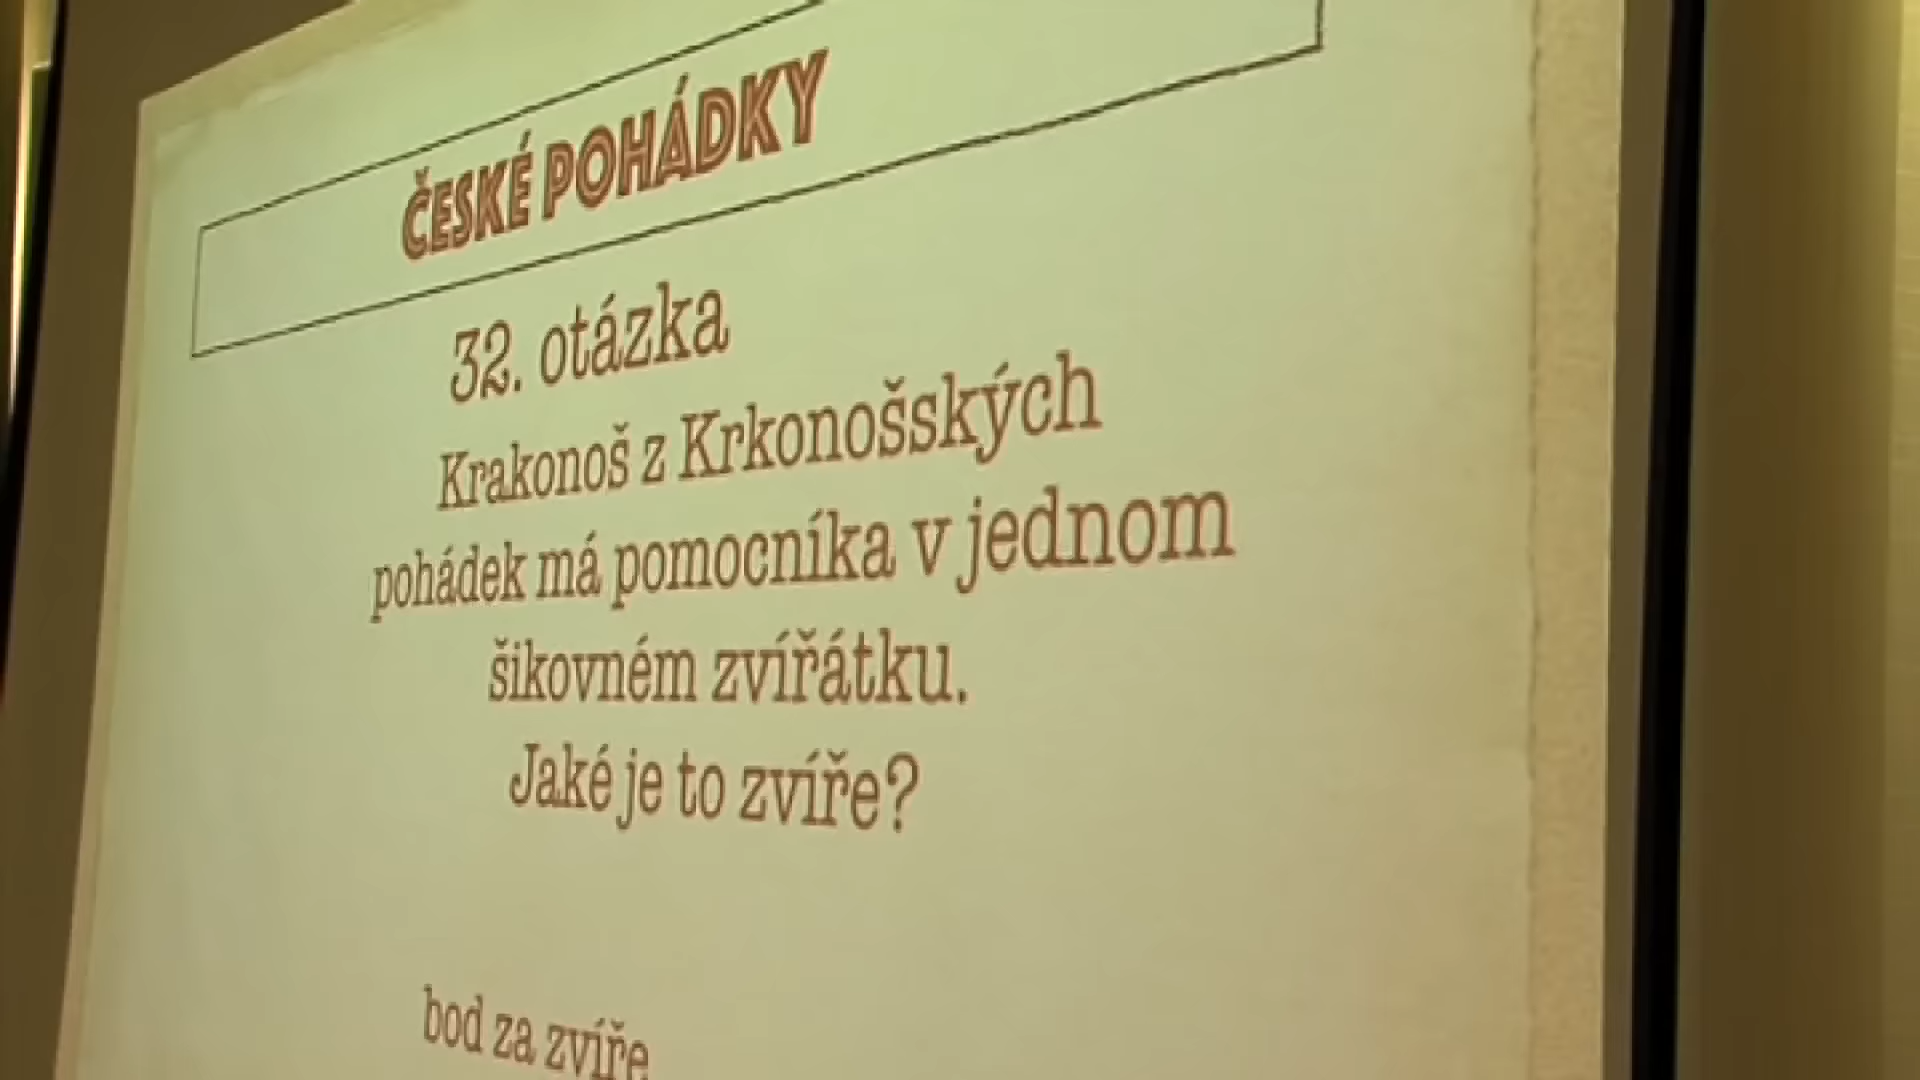 ČESKÉ POHÁDKY
32. otázka
Krakonoš z Krkonošských
pohádek má pomocníka v jednom
šikovném zvířátku.
Jaké je to zvíře?
bod za zvíře